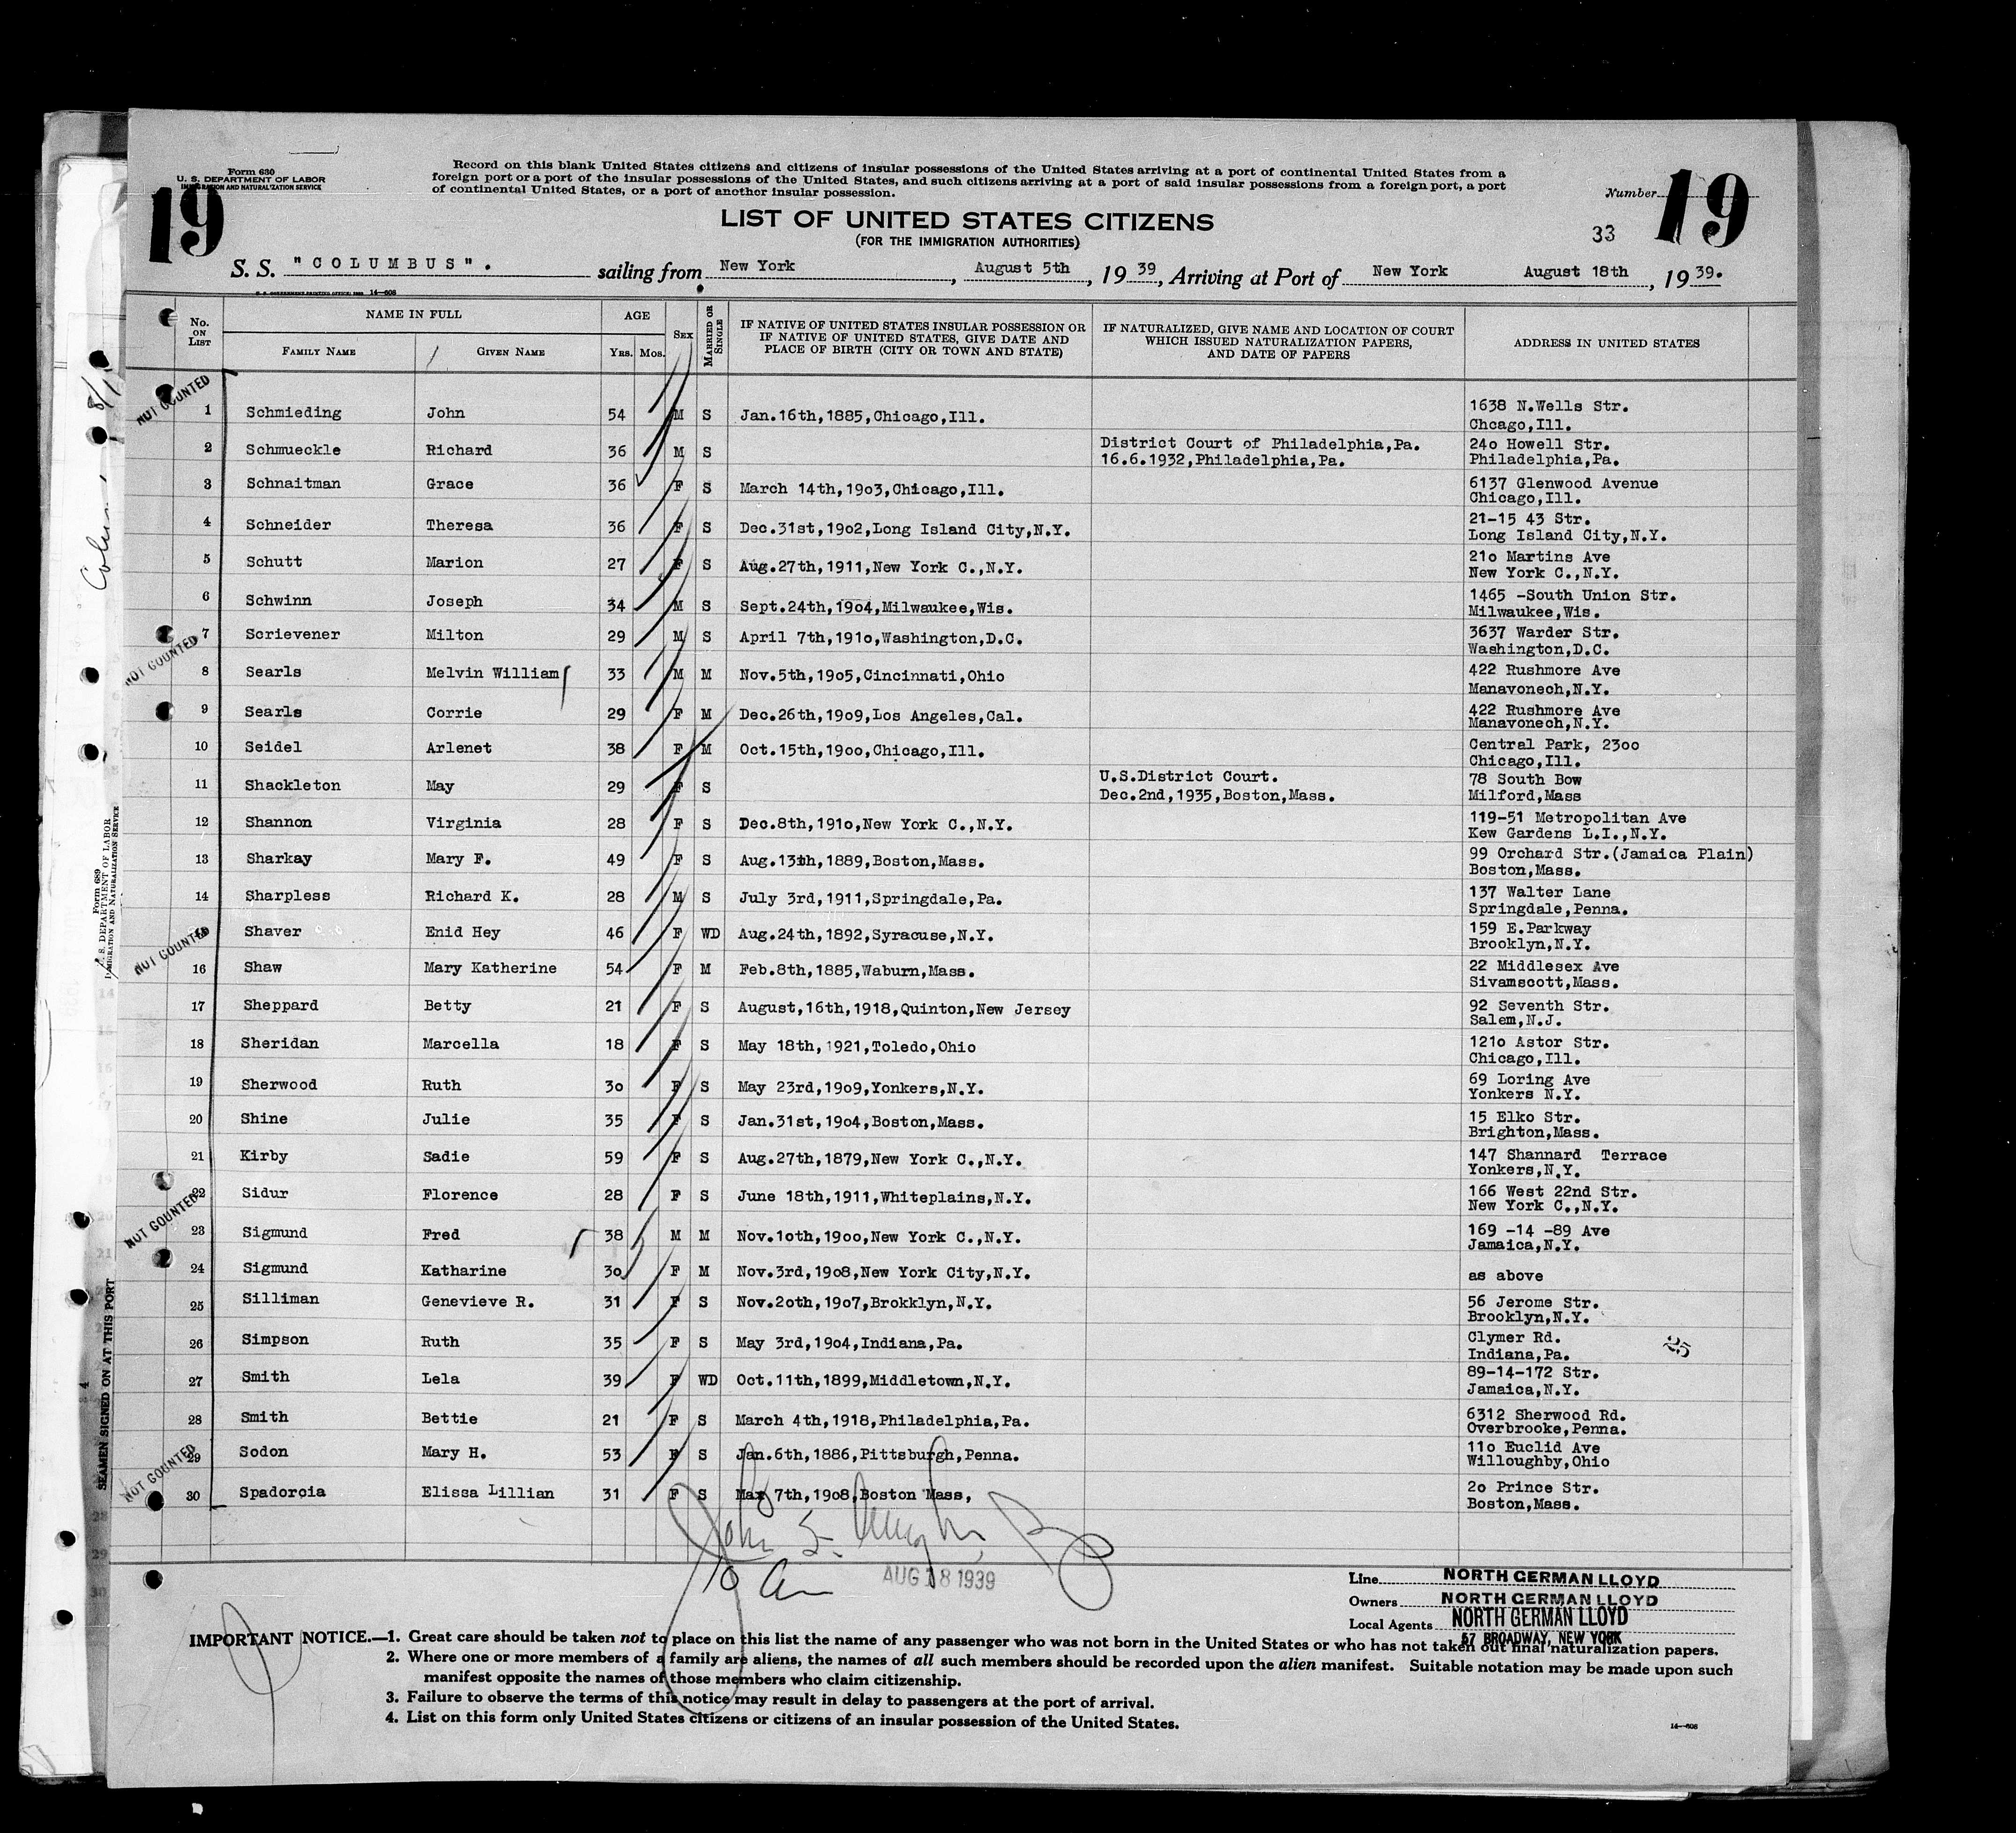 Form 630
U. S. DEPARTMENT OF LABOR
IMMIGRATION AND NATURALIZATION SERVICE
Record on this blank United States citizens and citizens of insular possessions of the United States arriving at a port of continental United States from a
foreign port or a port of the insular possessions of the United States, and such citizens arriving at a port of said insular possessions from a foreign port, a port
of continental United States, or a port of another insular possession.
Number 19
19
LIST OF UNITED STATES CITIZENS
(FOR THE IMMIGRATION AUTHORITIES)
33
S. S. "COLUMBUS". sailing from New York, August 5th, 1939, Arriving at Port of New York August 18th, 1939.
No. ON LIST NAME IN FULL FAMILY NAME GIVEN NAME AGE Yrs. Mos. SEX MARRIED OR SINGLE IF NATIVE OF UNITED STATES INSULAR POSSESSION OR IF NATIVE OF UNITED STATES, GIVE DATE AND PLACE OF BIRTH (CITY OR TOWN AND STATE) IF NATURALIZED, GIVE NAME AND LOCATION OF COURT WHICH ISSUED NATURALIZATION PAPERS, AND DATE OF PAPERS ADDRESS IN UNITED STATES
NOT COUNTED
1 Schmieding John 54 M S Jan.16th,1885,Chicago,Ill. 1638 N.Wells Str.
Chcago,Ill.
2 Schmueckle Richard 36 M S District Court of Philadelphia,Pa. 24o Howell Str.
16.6.1932,Philadelphia,Pa. Philadelphia,Pa.
3 Schnaitman Grace 36 F S March 14th,19o3,Chicago,Ill. 6137 Glenwood Avenue
Chicago,Ill.
4 Schneider Theresa 36 F S Dec.31st,19o2,Long Island City,N.Y. 21-15 43 Str.
Long Island City,N.Y.
5 Schutt Marion 27 F S Aug.27th,1911,New York C.,N.Y. 21o Martins Ave
New York C.,N.Y.
6 Schwinn Joseph 34 M S Sept.24th,19o4,Milwaukee,Wis. 1465 -South Union Str.
Milwaukee,Wis.
7 Scrievener Milton 29 M S April 7th,191o,Washington,D.C. 3637 Warder Str.
Washington,D.C.
NOT COUNTED
8 Searls Melvin William 33 M M Nov.5th,19o5,Cincinnati,Ohio 422 Rushmore Ave
Manavonech,N.Y.
9 Searls Corrie 29 F M Dec.26th,19o9,Los Angeles,Cal. 422 Rushmore Ave
Manavonech,N.Y.
10 Seidel Arlenet 38 F M Oct.15th,19oo,Chicago,Ill. Central Park, 23oo
Chicago,Ill.
11 Shackleton May 29 F S U.S.District Court. 78 South Bow
Dec.2nd,1935,Boston,Mass. Milford,Mass
12 Shannon Virginia 28 F S Dec.8th,191o,New York C.,N.Y. 119-51 Metropolitan Ave
Kew Gardens L.I.,N.Y.
13 Sharkay Mary F. 49 F S Aug.13th,1889,Boston,Mass. 99 Orchard Str.(Jamaica Plain)
Boston,Mass.
14 Sharpless Richard K. 28 M S July 3rd,1911,Springdale,Pa. 137 Walter Lane
Springdale,Penna.
15 Shaver Enid Hey 46 F WD Aug.24th,1892,Syracuse,N.Y. 159 E.Parkway
Brooklyn,N.Y.
NOT COUNTED
16 Shaw Mary Katherine 54 F M Feb.8th,1885,Waburn,Mass. 22 Middlesex Ave
Sivamscott,Mass.
17 Sheppard Betty 21 F S August,16th,1918,Quinton,New Jersey 92 Seventh Str.
Salem,N.J.
18 Sheridan Marcella 18 F S May 18th,1921,Toledo,Ohio 121o Astor Str.
Chicago,Ill.
19 Sherwood Ruth 3o F S May 23rd,19o9,Yonkers,N.Y. 69 Loring Ave
Yonkers N.Y.
20 Shine Julie 35 F S Jan.31st,19o4,Boston,Mass. 15 Elko Str.
Brighton,Mass.
21 Kirby Sadie 59 F S Aug.27th,1879,New York C.,N.Y. 147 Shannard Terrace
Yonkers,N.Y.
22 Sidur Florence 28 F S June 18th,1911,Whiteplains,N.Y. 166 West 22nd Str.
New York C.,N.Y.
NOT COUNTED
23 Sigmund Fred 38 M M Nov.1oth,19oo,New York C.,N.Y. 169 -14 -89 Ave
Jamaica,N.Y.
24 Sigmund Katharine 3o F M Nov.3rd,19o8,New York City,N.Y. as above
25 Silliman Genevieve R. 31 F S Nov.2oth,19o7,Brokklyn,N.Y. 56 Jerome Str.
Brooklyn,N.Y.
26 Simpson Ruth 35 F S May 3rd,19o4,Indiana,Pa. Clymer Rd.
Indiana,Pa.
25
27 Smith Lela 39 F WD Oct.11th,1899,Middletown,N.Y. 89-14-172 Str.
Jamaica,N.Y.
28 Smith Bettie 21 F S March 4th,1918,Philadelphia,Pa. 6312 Sherwood Rd.
Overbrooke,Penna.
29 Sodon Mary H. 53 F S Jan.6th,1886,Pittsburgh,Penna. 11o Euclid Ave
Willoughby,Ohio
NOT COUNTED
30 Spadorcia Elissa Lillian 31 F S May 7th,19o8,Boston Mass, 2o Prince Str.
Boston,Mass.
AUG 18 1939
Line NORTH GERMAN LLOYD
Owners NORTH GERMAN LLOYD
Local Agents NORTH GERMAN LLOYD
57 BROADWAY, NEW YORK
IMPORTANT NOTICE.—1. Great care should be taken not to place on this list the name of any passenger who was not born in the United States or who has not taken out final naturalization papers.
2. Where one or more members of a family are aliens, the names of all such members should be recorded upon the alien manifest. Suitable notation may be made upon such
manifest opposite the names of those members who claim citizenship.
3. Failure to observe the terms of this notice may result in delay to passengers at the port of arrival.
4. List on this form only United States citizens or citizens of an insular possession of the United States.
14—608
Form 689
U. S. DEPARTMENT OF LABOR
IMMIGRATION AND NATURALIZATION SERVICE
SEAMEN SIGNED ON AT THIS PORT